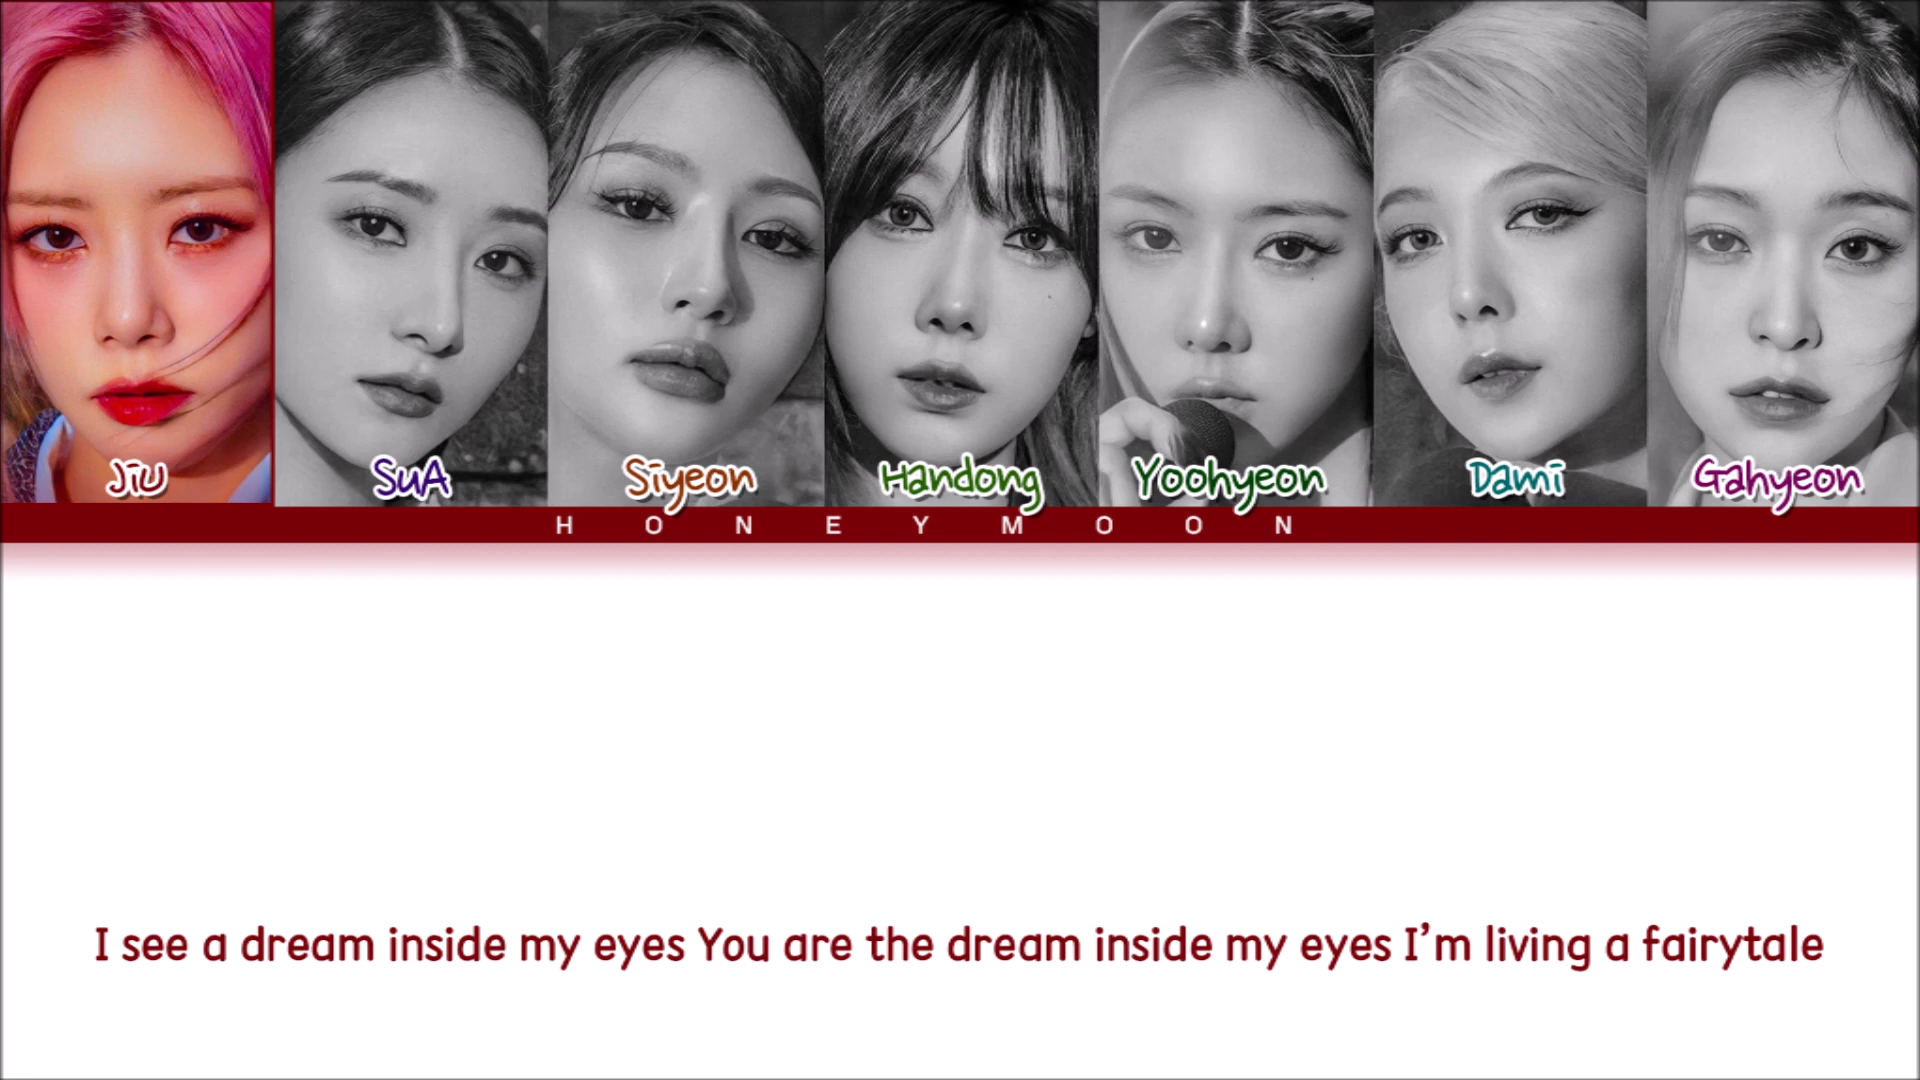 JiU SuA Siyeon Handong Yoohyeon Dami Gahyeon
HONEYMOON
I see a dream inside my eyes You are the dream inside my eyes I'm living a fairytale